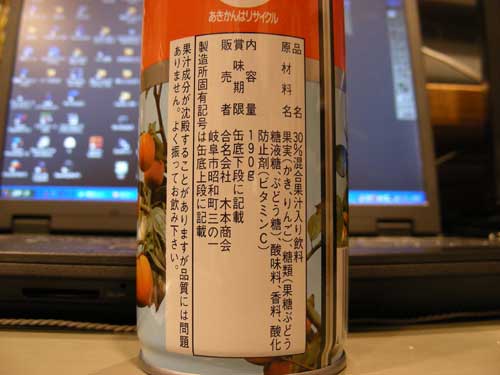 あきかんはリサイクル
品名 30%混合果汁入り飲料
原材料名 果実(かき、りんご)、糖類(果糖ぶどう
糖液糖、ぶどう糖)、酸味料、香料、酸化
防止剤(ビタミンC)
内容量 190g
賞味期限 缶底下段に記載
販売者 合名会社 木本商会
岐阜市昭和町三の一
製造所固有記号は缶底上段に記載
果汁成分が沈殿することがありますが品質には問題
ありません。よく振ってお飲み下さい。